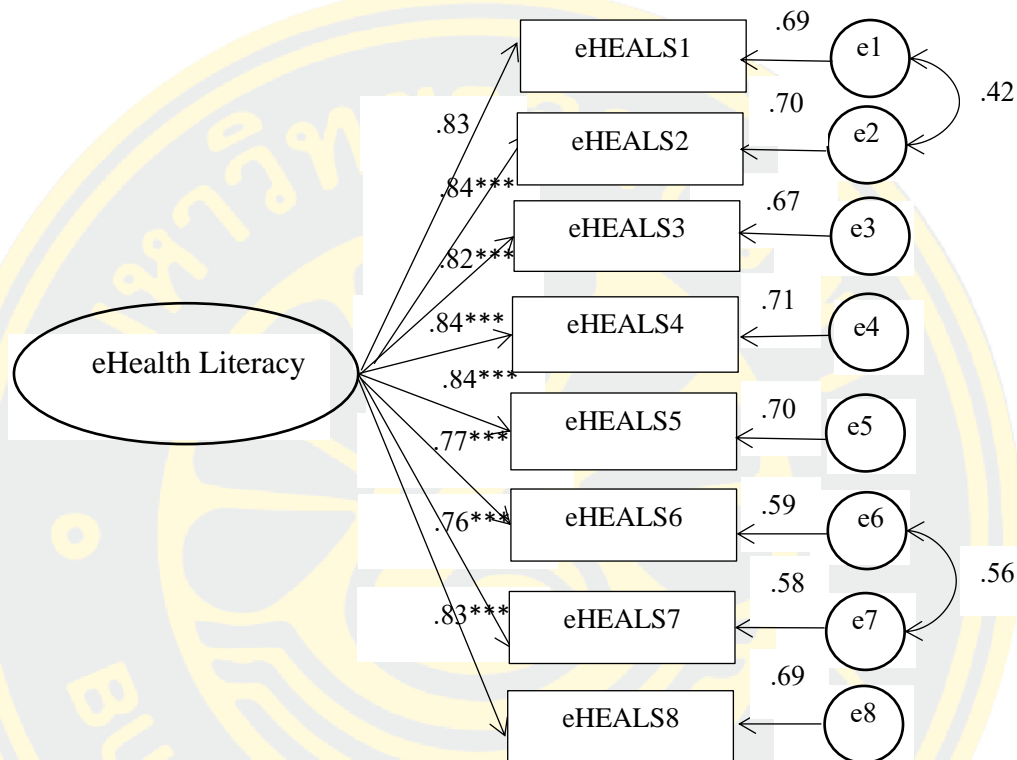 .69
eHEALS1
e1
.42
.83
.70
eHEALS2
e2
.84***
.67
eHEALS3
e3
.82***
.71
eHEALS4
e4
.84***
eHealth Literacy
.84***
.70
eHEALS5
e5
.77***
.59
eHEALS6
e6
.76***
.56
.58
eHEALS7
e7
.83***
.69
eHEALS8
e8